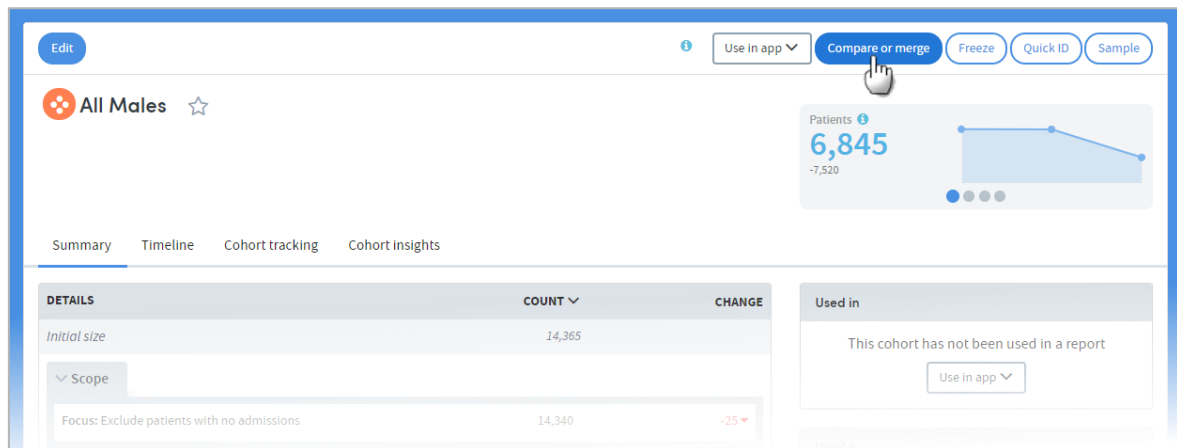 Edit
Use in app
Compare or merge
Freeze
Quick ID
Sample
All Males
Patients
6,845
-7,520
Summary Timeline Cohort tracking Cohort insights
DETAILS COUNT CHANGE
Initial size 14,365
Scope
Focus: Exclude patients with no admissions 14,340 -25
Used in
This cohort has not been used in a report
Use in app